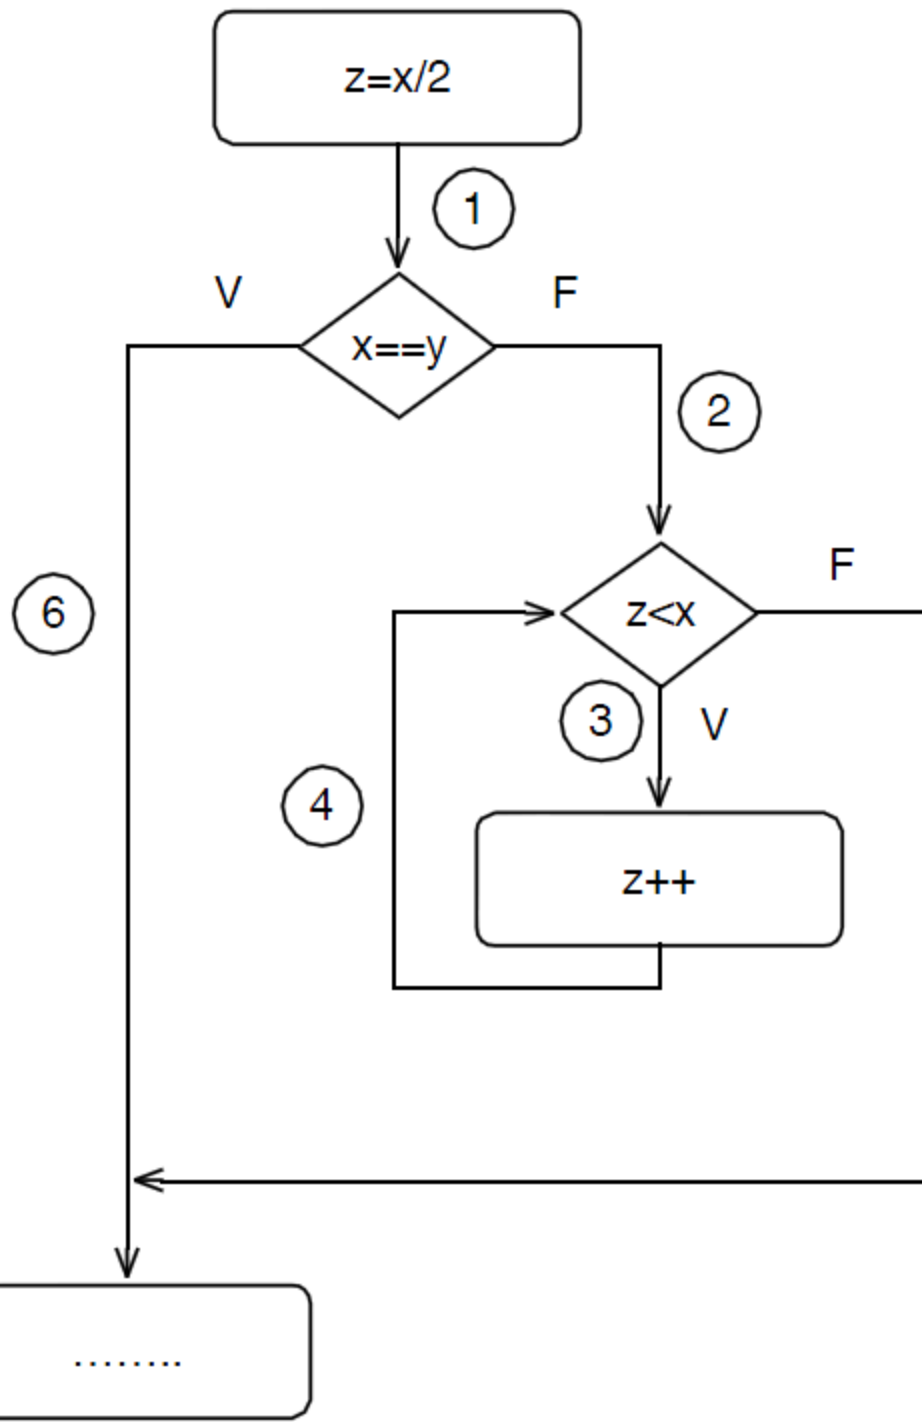 z=x/2
1
V
F
x==y
2
F
6
z<x
3
V
4
z++
........